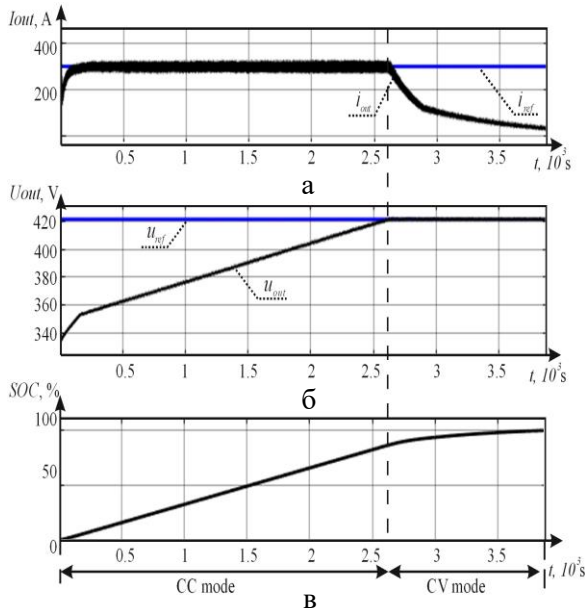 Iout, A
400
200
i_out
i_ref
0.5 1 1.5 2 2.5 3 3.5
t, 10³s
а
Uout, V
420
400
380
360
340
u_ref
u_out
0.5 1 1.5 2 2.5 3 3.5
t, 10³s
б
SOC, %
100
50
0
0.5 1 1.5 2 2.5 3 3.5
t, 10³s
CC mode CV mode
в